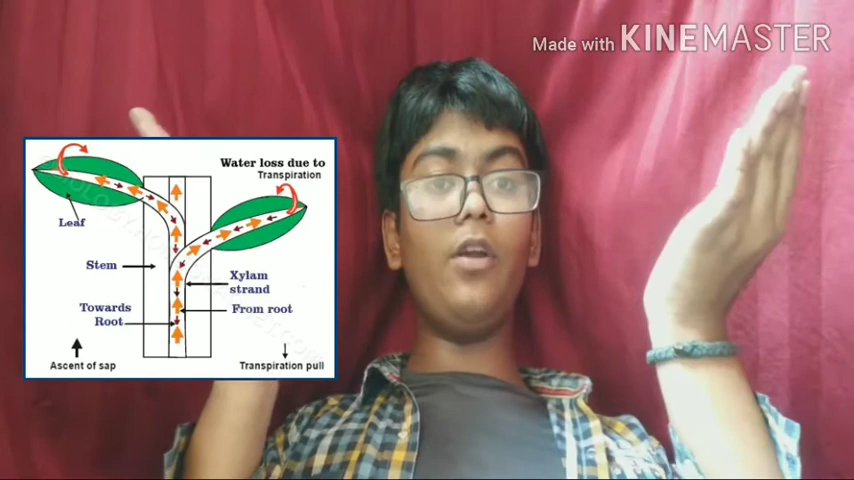 Made with KINEMASTER
Water loss due to
Transpiration
Leaf
Stem
Xylam
strand
Towards
Root
From root
Ascent of sap
Transpiration pull